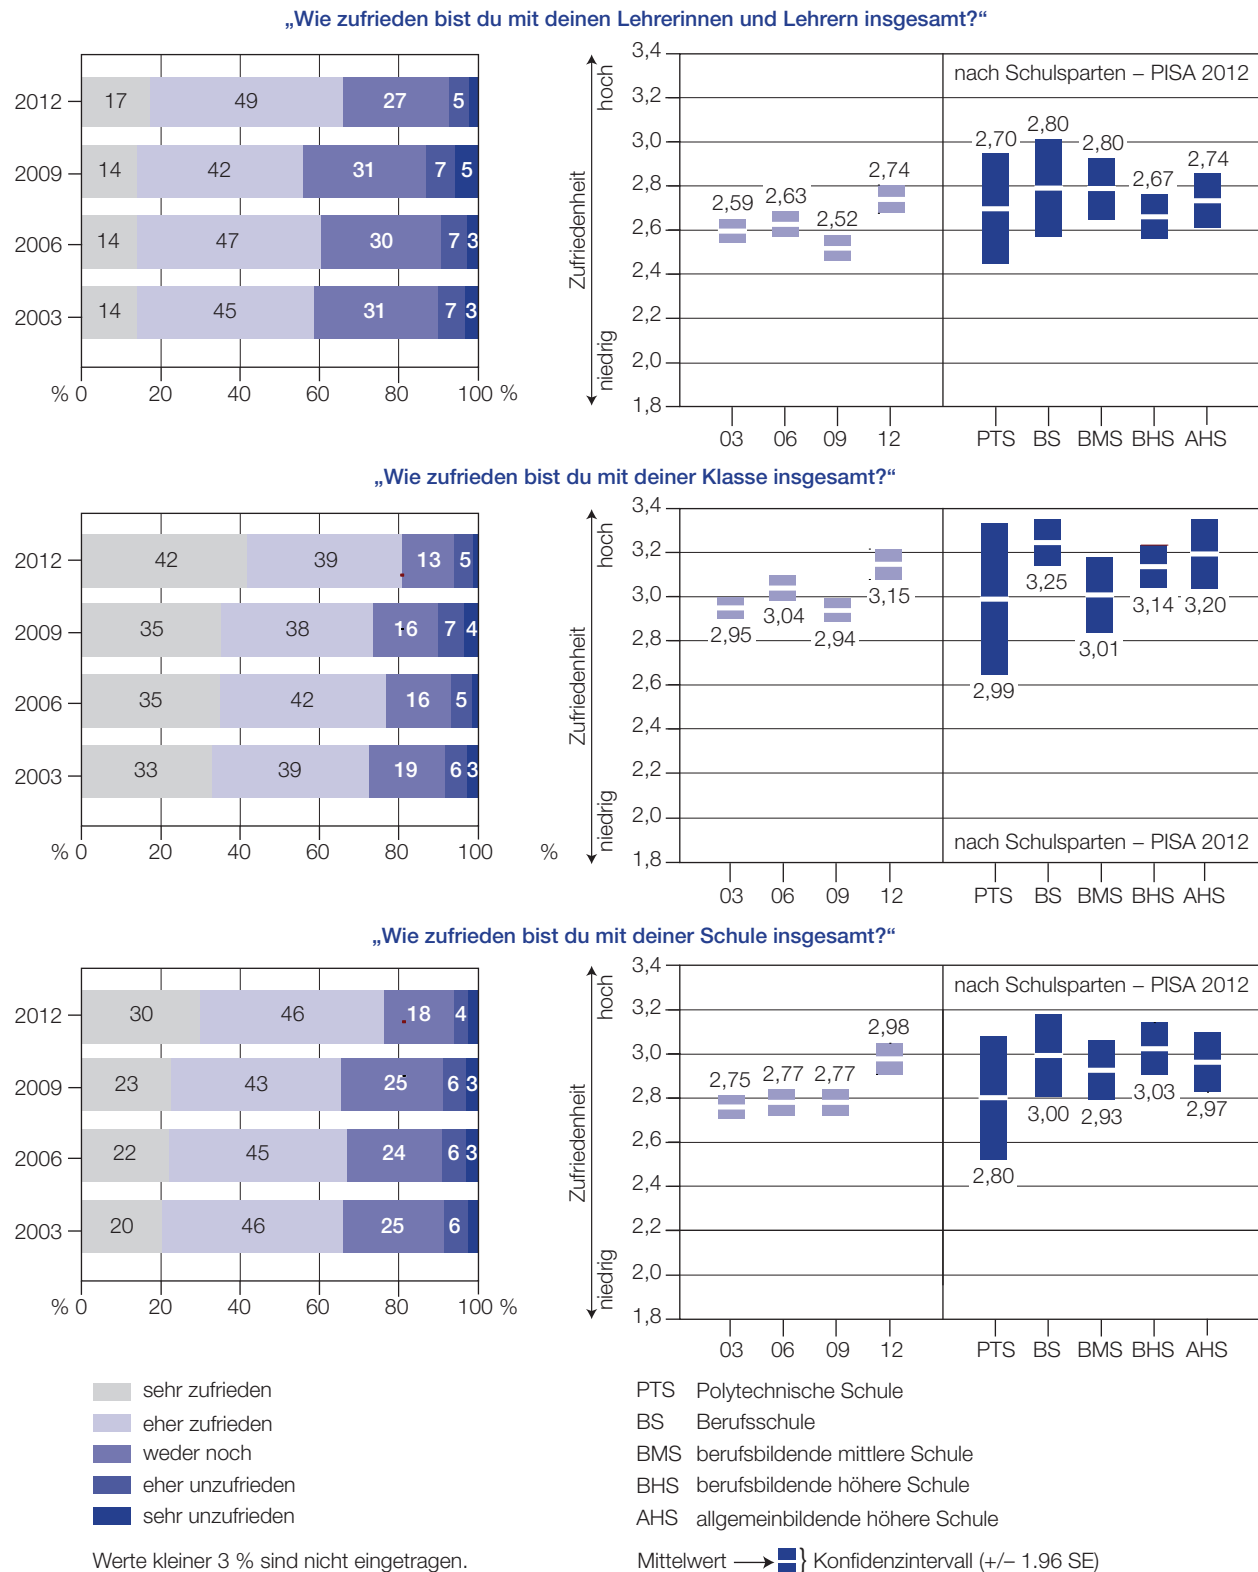 „Wie zufrieden bist du mit deinen Lehrerinnen und Lehrern insgesamt?“
2012 17 49 27 5
2009 14 42 31 7 5
2006 14 47 30 7 3
2003 14 45 31 7 3
% 0 20 40 60 80 100 %
hoch
Zufriedenheit
niedrig
3,4
3,2
3,0
2,8
2,6
2,4
2,2
2,0
1,8
nach Schulsparten – PISA 2012
2,59 2,63 2,52 2,74
2,70 2,80 2,80 2,67 2,74
03 06 09 12 PTS BS BMS BHS AHS
„Wie zufrieden bist du mit deiner Klasse insgesamt?“
2012 42 39 13 5
2009 35 38 16 7 4
2006 35 42 16 5
2003 33 39 19 6 3
% 0 20 40 60 80 100 %
hoch
Zufriedenheit
niedrig
3,4
3,2
3,0
2,8
2,6
2,4
2,2
2,0
1,8
2,95 3,04 2,94 3,15
2,99 3,25 3,01 3,14 3,20
nach Schulsparten – PISA 2012
03 06 09 12 PTS BS BMS BHS AHS
„Wie zufrieden bist du mit deiner Schule insgesamt?“
2012 30 46 18 4
2009 23 43 25 6 3
2006 22 45 24 6 3
2003 20 46 25 6
% 0 20 40 60 80 100 %
hoch
Zufriedenheit
niedrig
3,4
3,2
3,0
2,8
2,6
2,4
2,2
2,0
1,8
nach Schulsparten – PISA 2012
2,75 2,77 2,77 2,98
2,80 3,00 2,93 3,03 2,97
03 06 09 12 PTS BS BMS BHS AHS
sehr zufrieden
eher zufrieden
weder noch
eher unzufrieden
sehr unzufrieden
Werte kleiner 3 % sind nicht eingetragen.
PTS Polytechnische Schule
BS Berufsschule
BMS berufsbildende mittlere Schule
BHS berufsbildende höhere Schule
AHS allgemeinbildende höhere Schule
Mittelwert Konfidenzintervall (+/– 1.96 SE)